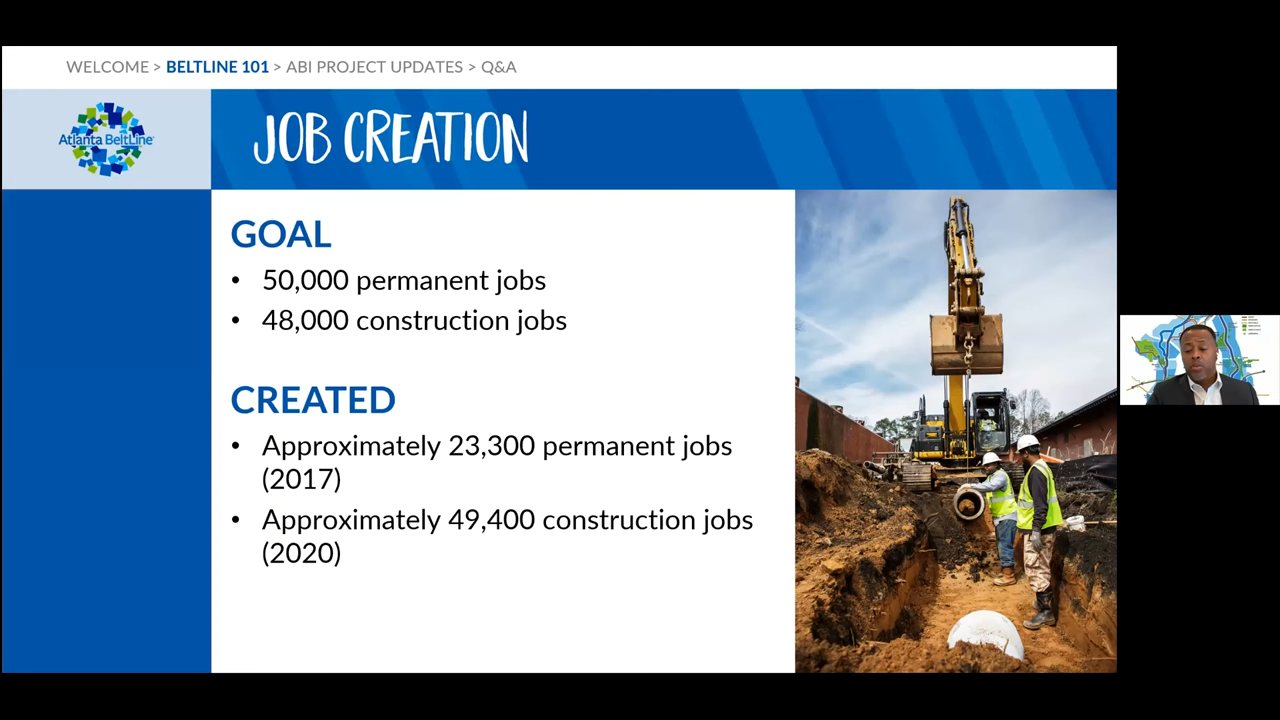 WELCOME > BELTLINE 101 > ABI PROJECT UPDATES > Q&A
Atlanta BeltLine
JOB CREATION
GOAL
• 50,000 permanent jobs
• 48,000 construction jobs
CREATED
• Approximately 23,300 permanent jobs
(2017)
• Approximately 49,400 construction jobs
(2020)